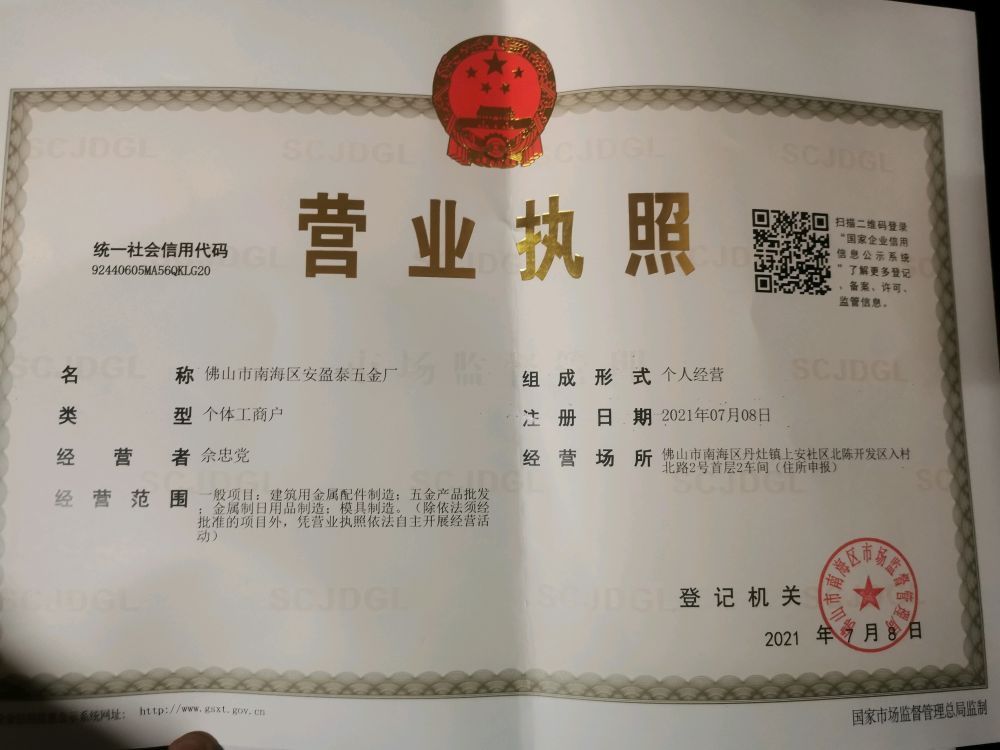 营业执照
统一社会信用代码
92440605MA56QKLG20
扫描二维码登录
“国家企业信用
信息公示系统
”了解更多登记
、备案、许可、
监管信息。
名 称 佛山市南海区安盈泰五金厂
类 型 个体工商户
经 营 者 佘忠党
经 营 范 围 一般项目：建筑用金属配件制造；五金产品批发
；金属制日用品制造；模具制造。（除依法须经
批准的项目外，凭营业执照依法自主开展经营活
动）
组 成 形 式 个人经营
注 册 日 期 2021年07月08日
经 营 场 所 佛山市南海区丹灶镇上安社区北陈开发区入村
北路2号首层2车间（住所申报）
登 记 机 关
佛山市南海区市场监督管理局
2021 年 7 月 8 日
系统网址： http://www.gsxt.gov.cn
国家市场监督管理总局监制
SCJDGL
市场监督管理